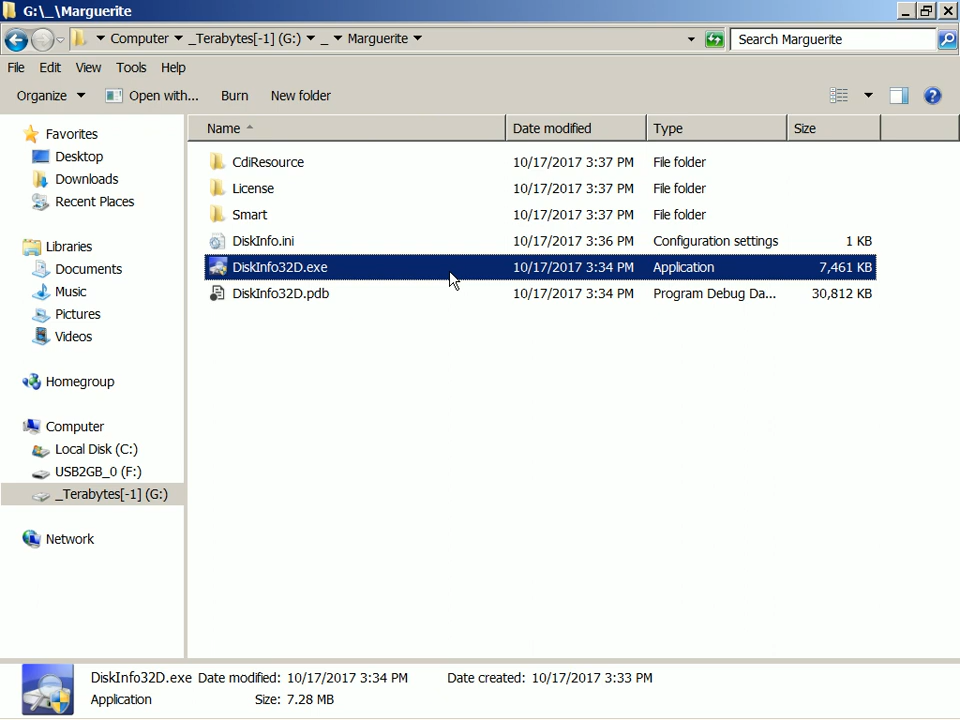 G:\_\Marguerite
Computer _Terabytes[-1] (G:) _ Marguerite
Search Marguerite
File Edit View Tools Help
Organize Open with... Burn New folder
Name Date modified Type Size
Favorites
Desktop
Downloads
Recent Places
Libraries
Documents
Music
Pictures
Videos
Homegroup
Computer
Local Disk (C:)
USB2GB_0 (F:)
_Terabytes[-1] (G:)
Network
CdiResource 10/17/2017 3:37 PM File folder
License 10/17/2017 3:37 PM File folder
Smart 10/17/2017 3:37 PM File folder
DiskInfo.ini 10/17/2017 3:36 PM Configuration settings 1 KB
DiskInfo32D.exe 10/17/2017 3:34 PM Application 7,461 KB
DiskInfo32D.pdb 10/17/2017 3:34 PM Program Debug Da... 30,812 KB
DiskInfo32D.exe Date modified: 10/17/2017 3:34 PM Date created: 10/17/2017 3:33 PM
Application Size: 7.28 MB